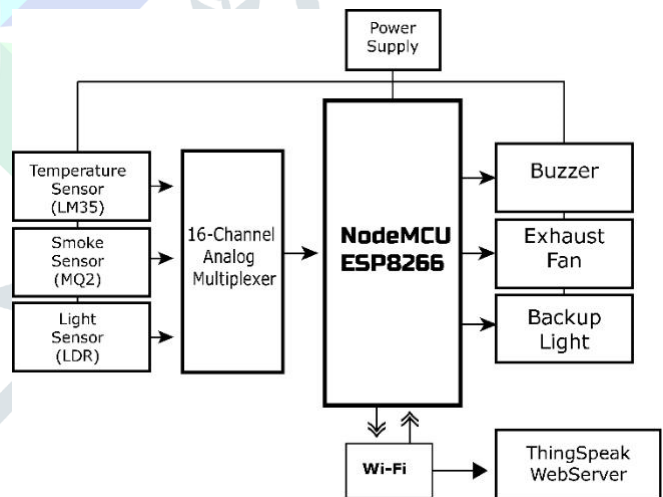 Power
Supply
Temperature
Sensor
(LM35)
Smoke
Sensor
(MQ2)
Light
Sensor
(LDR)
16-Channel
Analog
Multiplexer
NodeMCU
ESP8266
Buzzer
Exhaust
Fan
Backup
Light
Wi-Fi
ThingSpeak
WebServer